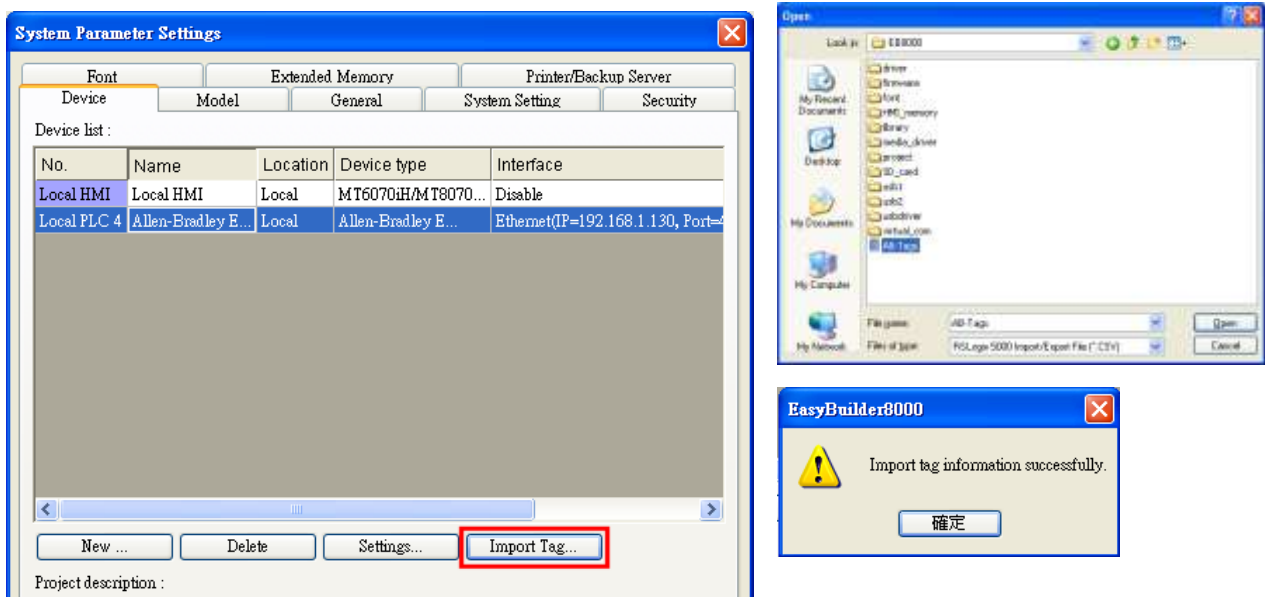 System Parameter Settings
Font
Extended Memory
Printer/Backup Server
Device
Model
General
System Setting
Security
Device list :
No.
Name
Location
Device type
Interface
Local HMI
Local HMI
Local
MT6070iH/MT8070...
Disable
Local PLC 4
Allen-Bradley E...
Local
Allen-Bradley E...
Ethernet(IP=192.168.1.130, Port=4
New ...
Delete
Settings...
Import Tag...
Project description :
Open
Look in:
EB8000
My Recent
Documents
Desktop
My Documents
My Computer
My Network
driver
firmware
font
HMI_memory
library
media_driver
project
SD_card
usb1
usb2
usbdriver
virtual_com
AB-Tags
File name:
AB-Tags
Open
Files of type:
RSLogix 5000 Import/Export File (*.CSV)
Cancel
EasyBuilder8000
Import tag information successfully.
確定